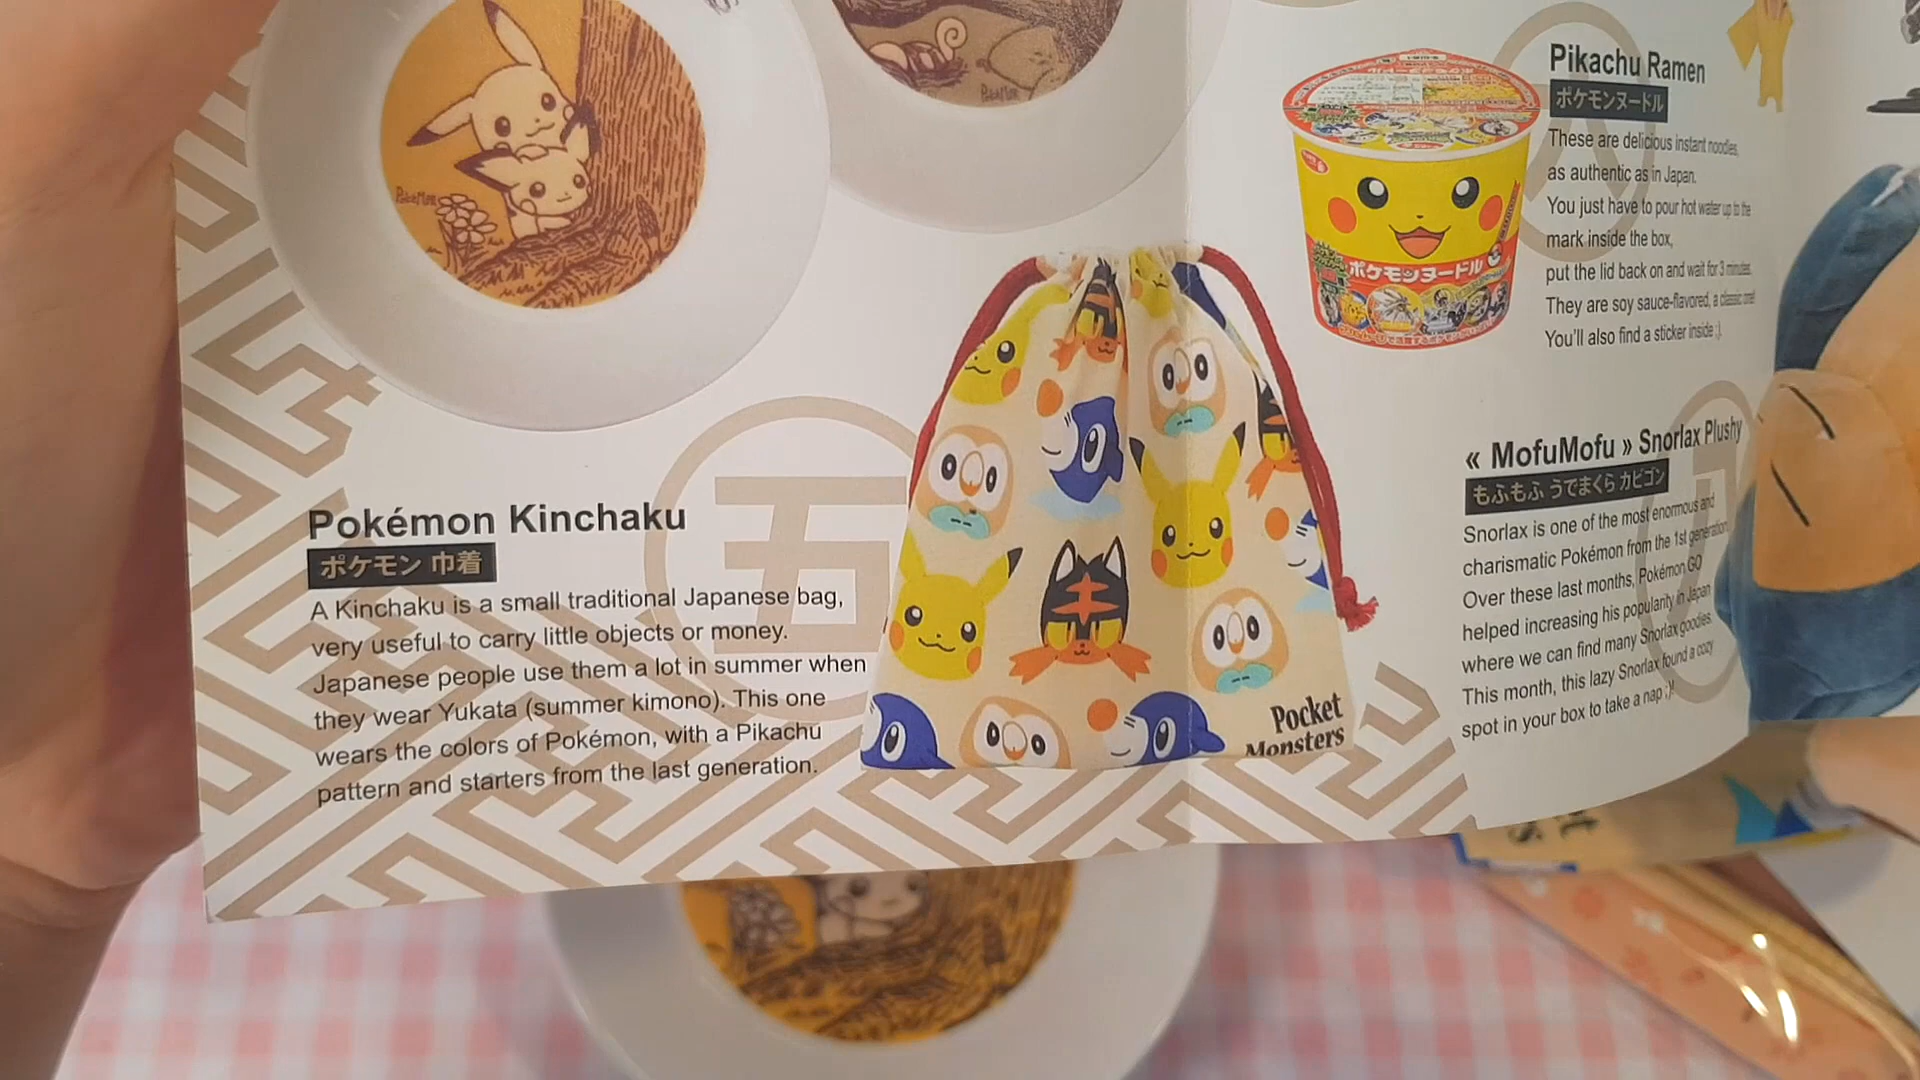 PokéMon
PokéMon
Pokémon Kinchaku
ポケモン 巾着
A Kinchaku is a small traditional Japanese bag,
very useful to carry little objects or money.
Japanese people use them a lot in summer when
they wear Yukata (summer kimono). This one
wears the colors of Pokémon, with a Pikachu
pattern and starters from the last generation.
五
Pocket
Monsters
ポケモンヌードル
Pikachu Ramen
ポケモンヌードル
These are delicious instant noodles,
as authentic as in Japan.
You just have to pour hot water up to the
mark inside the box,
put the lid back on and wait for 3 minutes.
They are soy sauce-flavored, a classic one!
You'll also find a sticker inside ;).
« MofuMofu » Snorlax Plushy
もふもふ うでまくら カビゴン
Snorlax is one of the most enormous and
charismatic Pokémon from the 1st generation
Over these last months, Pokémon GO
helped increasing his popularity in Japan
where we can find many Snorlax goodies.
This month, this lazy Snorlax found a cozy
spot in your box to take a nap ;)!